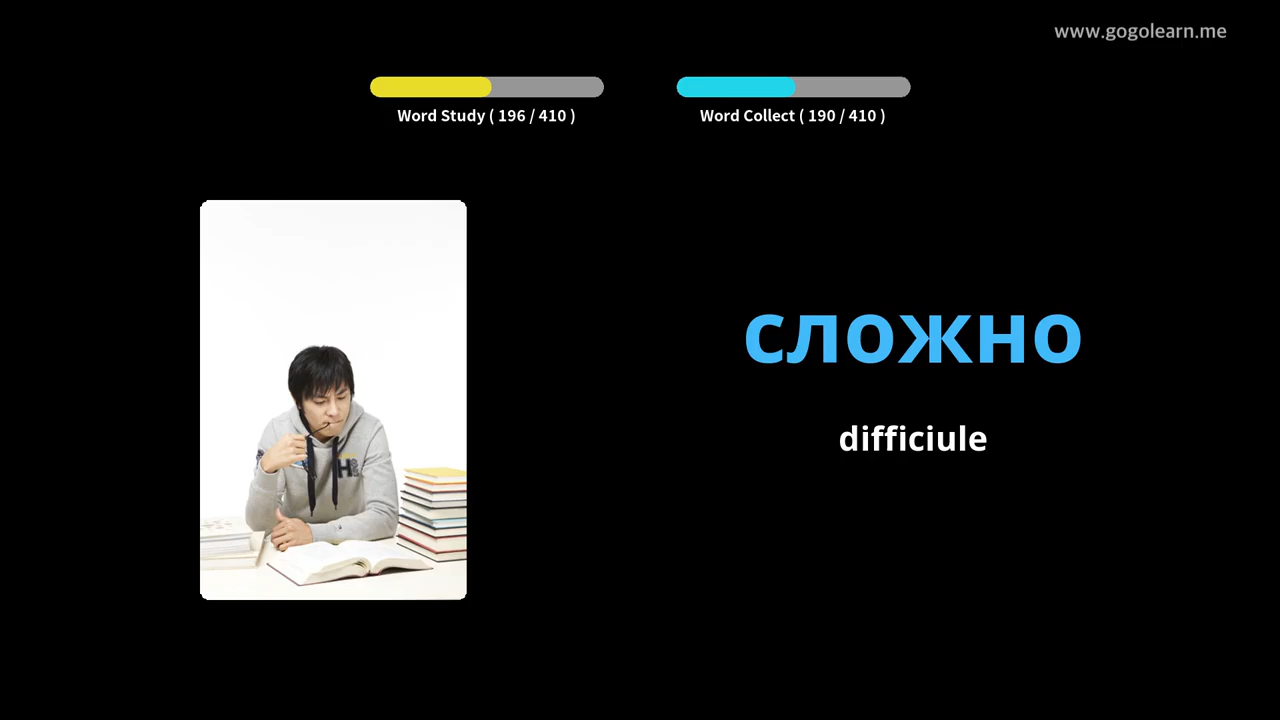 www.gogolearn.me
Word Study ( 196 / 410 )
Word Collect ( 190 / 410 )
сложно
difficiule
H